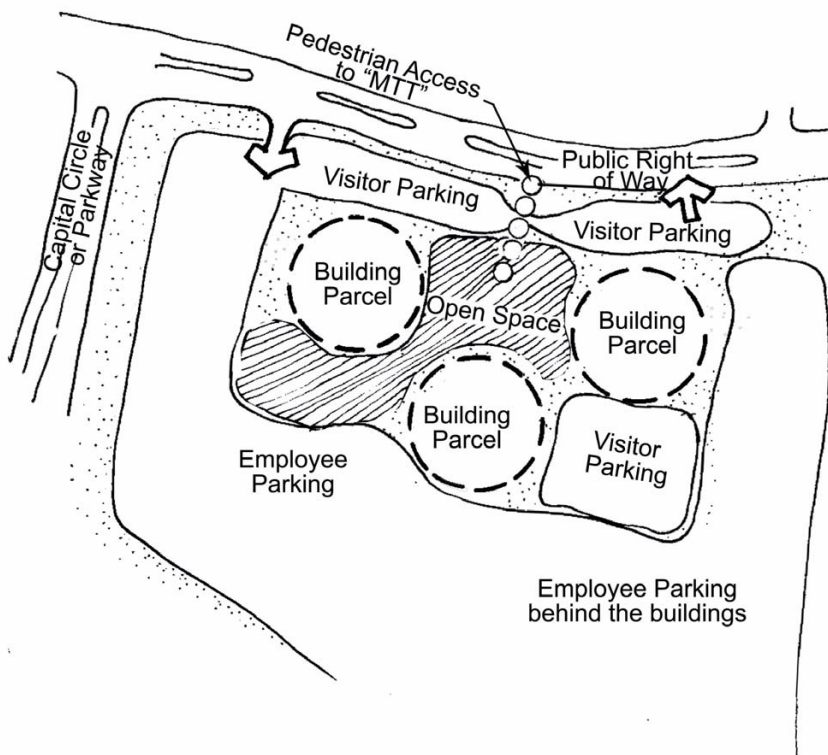 Pedestrian Access
to “MTT”
Public Right
of Way
Visitor Parking
Visitor Parking
Capital Circle
or Parkway
Building
Parcel
Open Space
Building
Parcel
Building
Parcel
Visitor
Parking
Employee
Parking
Employee Parking
behind the buildings